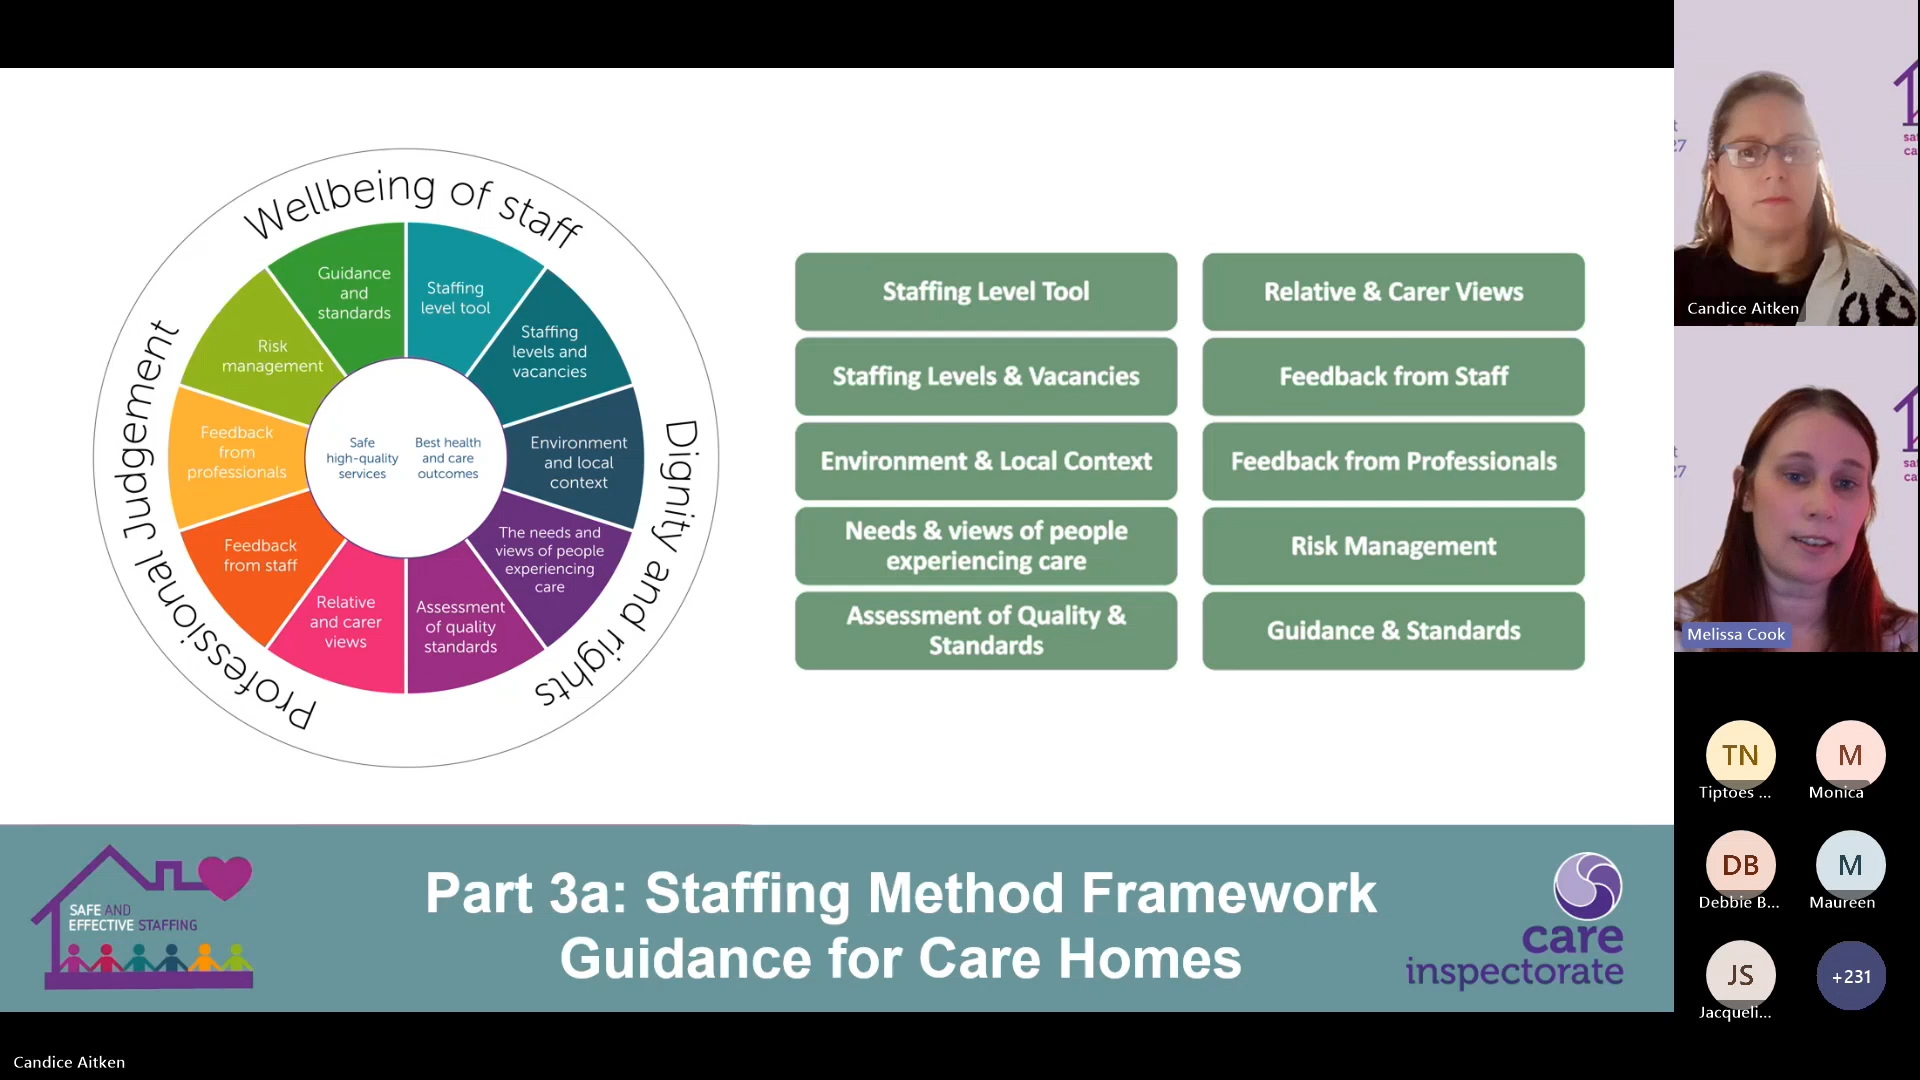 Wellbeing of staff
Dignity and rights
Professional Judgement
Guidance
and
standards
Staffing
level tool
Staffing
levels and
vacancies
Environment
and local
context
The needs and
views of people
experiencing
care
Assessment
of quality
standards
Relative
and carer
views
Feedback
from staff
Feedback
from
professionals
Risk
management
Safe
high-quality
services
Best health
and care
outcomes
Staffing Level Tool
Relative & Carer Views
Staffing Levels & Vacancies
Feedback from Staff
Environment & Local Context
Feedback from Professionals
Needs & views of people
experiencing care
Risk Management
Assessment of Quality &
Standards
Guidance & Standards
SAFE AND
EFFECTIVE STAFFING
Part 3a: Staffing Method Framework
Guidance for Care Homes
care
inspectorate
Candice Aitken
Melissa Cook
TN
Tiptoes ...
M
Monica
DB
Debbie B...
M
Maureen
JS
Jacqueli...
+231
Candice Aitken